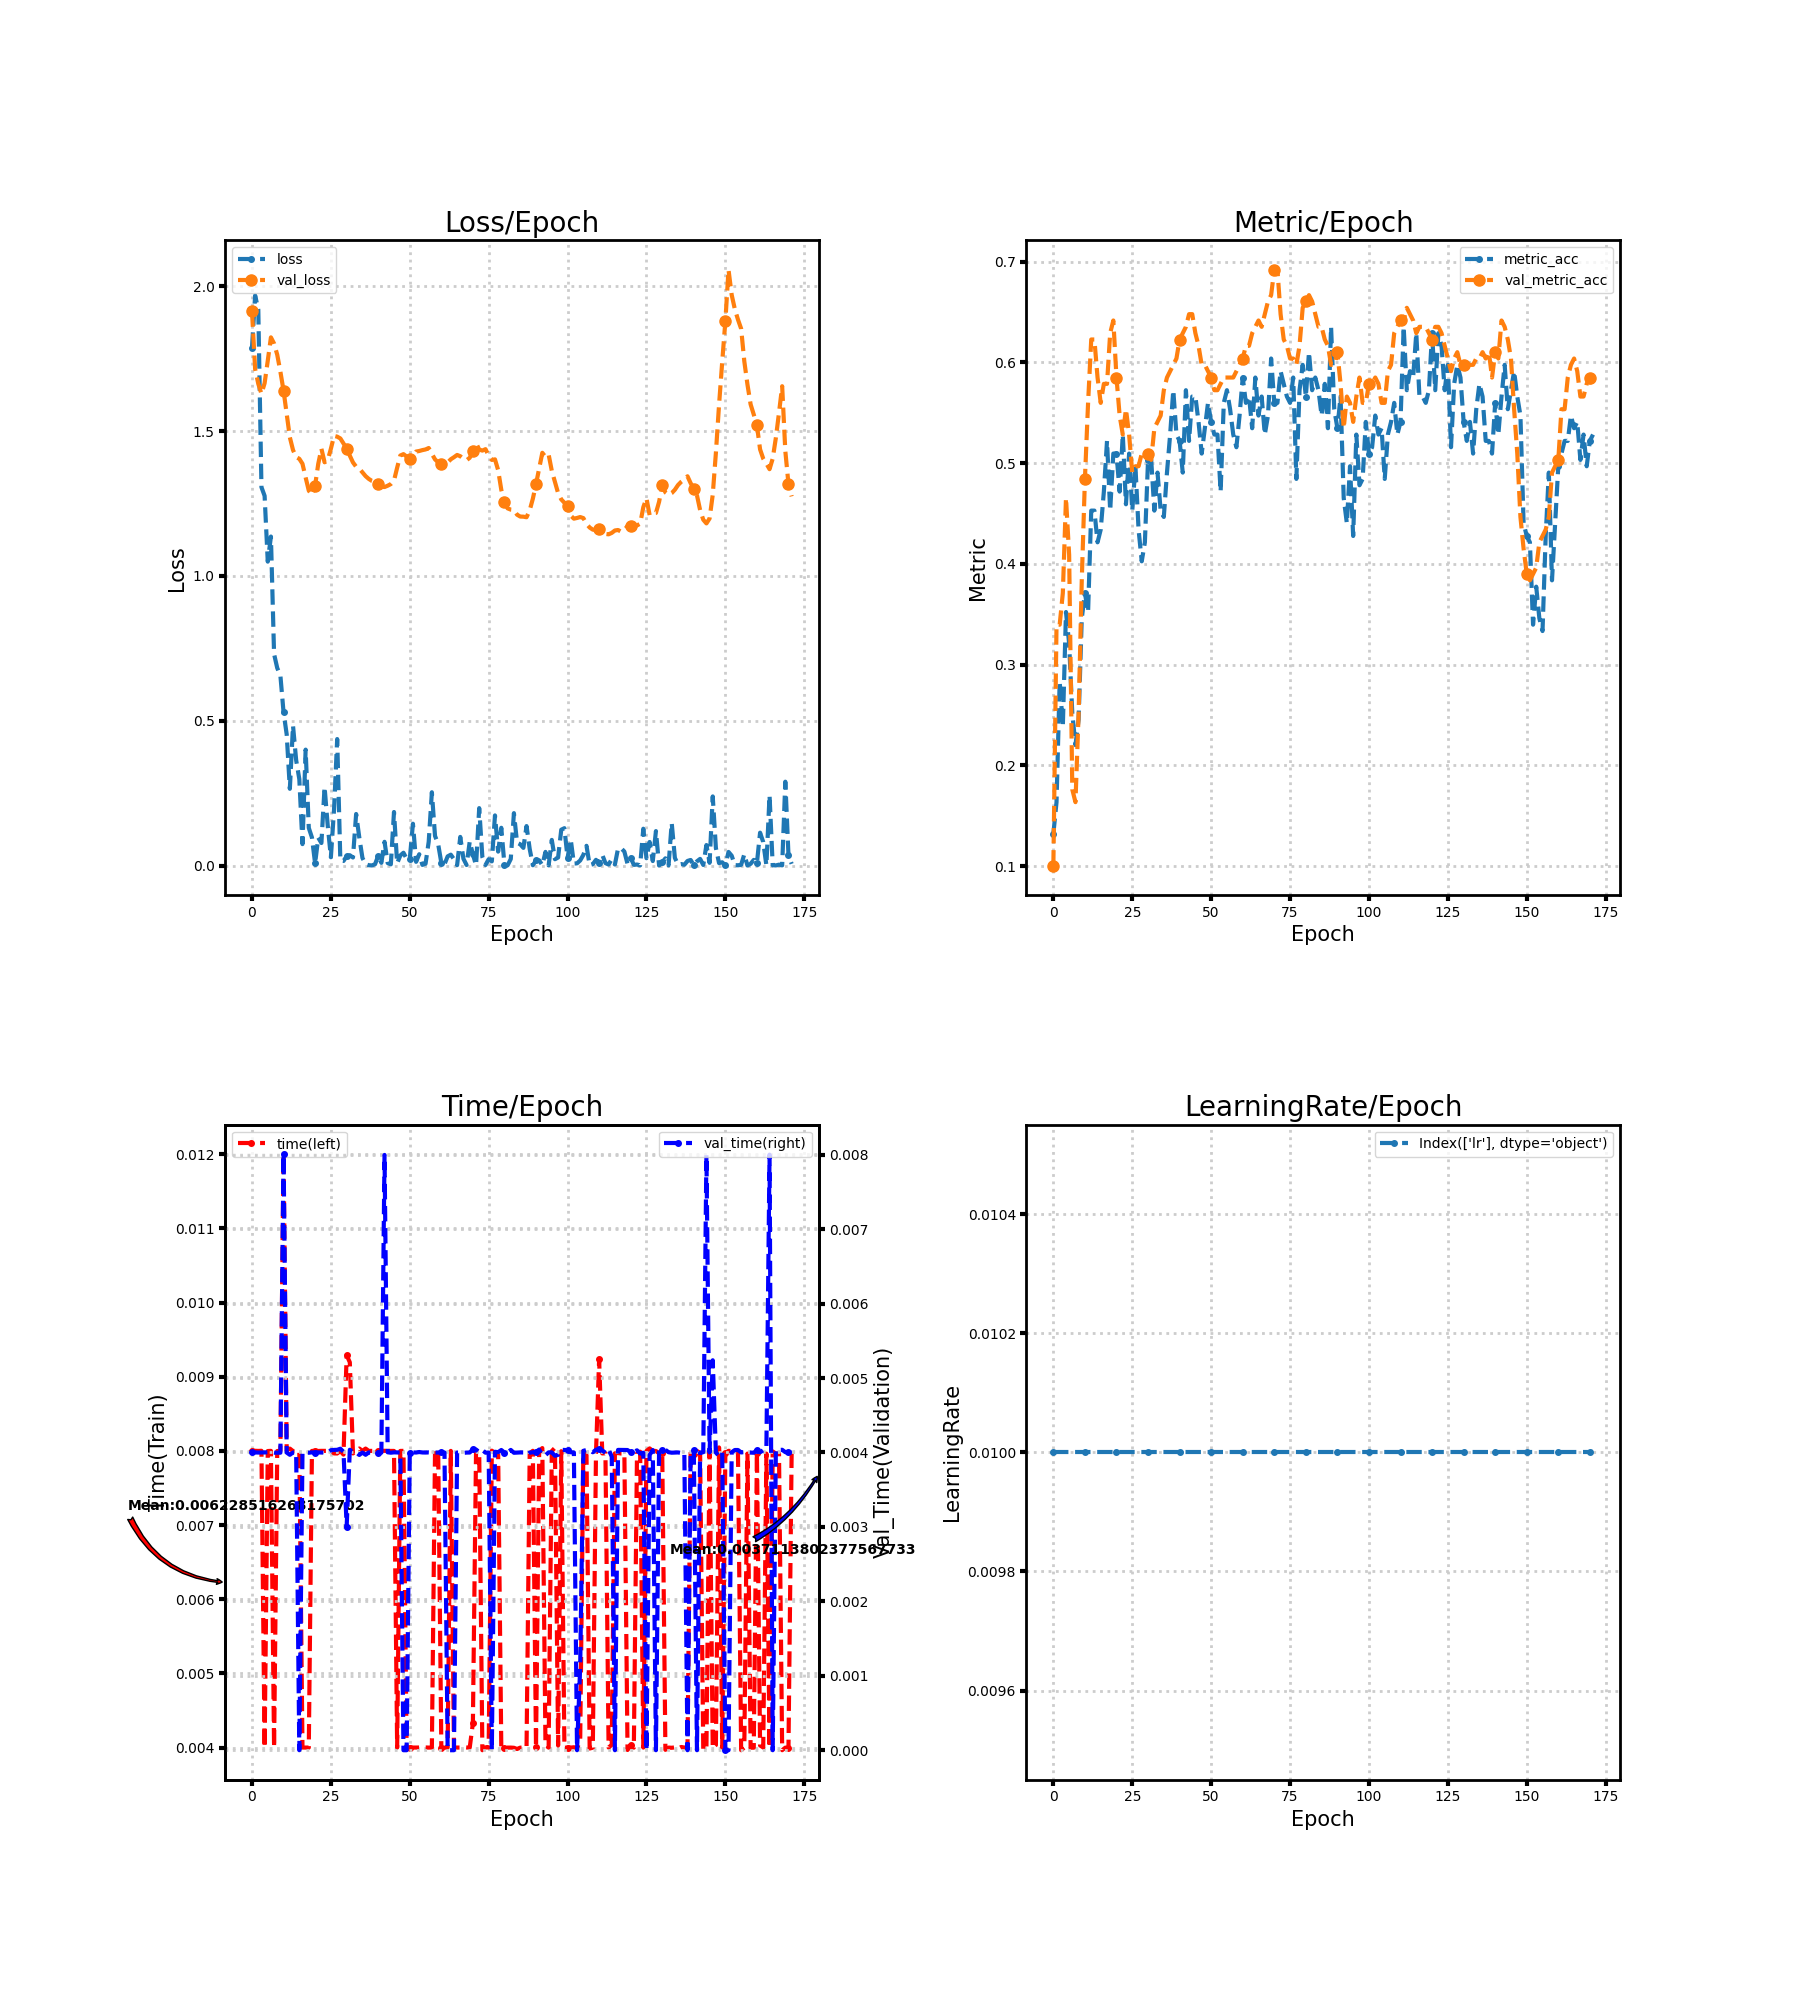 Loss/Epoch
loss
val_loss
2.0
1.5
1.0
0.5
0.0
Loss
0 25 50 75 100 125 150 175
Epoch
Metric/Epoch
metric_acc
val_metric_acc
0.7
0.6
0.5
0.4
0.3
0.2
0.1
Metric
0 25 50 75 100 125 150 175
Epoch
Time/Epoch
time(left)
val_time(right)
0.012
0.011
0.010
0.009
0.008
0.007
0.006
0.005
0.004
Time(Train)
0.008
0.007
0.006
0.005
0.004
0.003
0.002
0.001
0.000
Val_Time(Validation)
0 25 50 75 100 125 150 175
Epoch
LearningRate/Epoch
Index(['lr'], dtype='object')
0.0104
0.0102
0.0100
0.0098
0.0096
LearningRate
0 25 50 75 100 125 150 175
Epoch